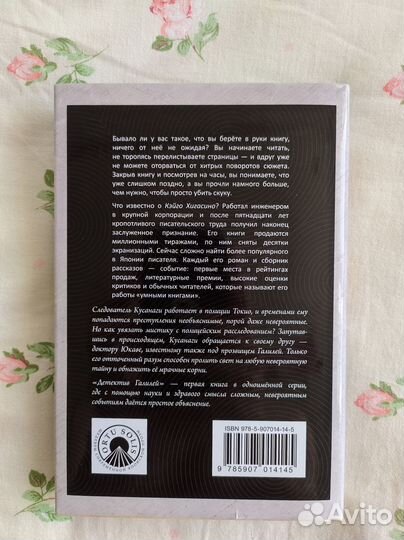 Бывало ли у вас такое, что вы берёте в руки книгу,
ничего от неё не ожидая? Вы начинаете читать,
не торопясь перелистываете страницы — и вдруг уже
не можете оторваться от хитрых поворотов сюжета.
Закрыв книгу и посмотрев на часы, вы понимаете, что
уже слишком поздно, а вы прочли намного больше,
чем нужно, чтобы просто убить скуку.
Что известно о Кэйго Хигасино? Работал инженером
в крупной корпорации и после пятнадцати лет
кропотливого писательского труда получил наконец
заслуженное признание. Его книги продаются
миллионными тиражами, по ним сняты десятки
экранизаций. Сейчас сложно найти более популярного
в Японии писателя. Каждый его роман и сборник
рассказов — событие: первые места в рейтингах
продаж, литературные премии, высокие оценки
критиков и обычных читателей, которые называют его
работы «умными книгами».
Следователь Кусанаги работает в полиции Токио, и временами ему
попадаются преступления необъяснимые, порой даже невероятные.
Но как увязать мистику с полицейским расследованием? Запутав-
шись в происходящем, Кусанаги обращается к своему другу —
доктору Юкаве, известному также под прозвищем Галилей. Только
его отточенный разум способен пролить свет на любую невероятную
тайну и обнажить её мрачные корни.
«Детектив Галилей» — первая книга в одноимённой серии,
где с помощью науки и здравого смысла сложным, невероятным
событиям даётся простое объяснение.
ORTU SOLIS
ISBN 978-5-907014-14-5
9 785907 014145
Avito